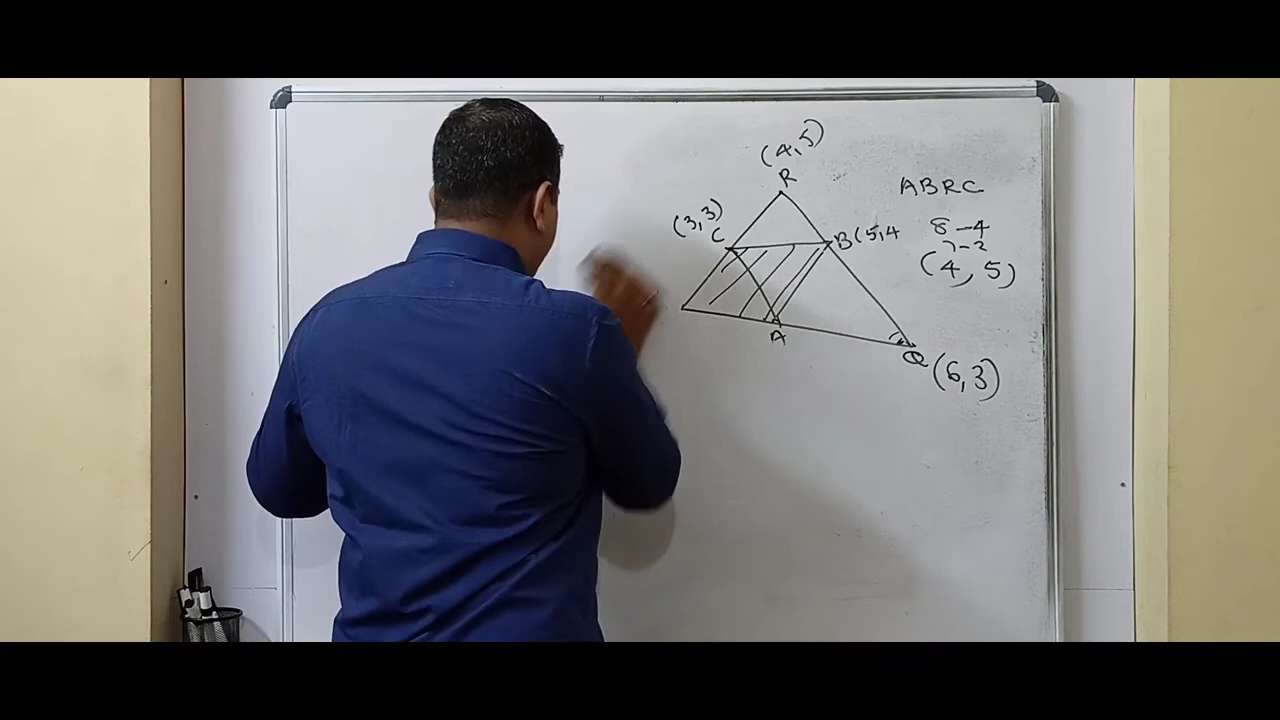 (4,5)
R
ABRC
(3,3)
C
B(5,4
8-4
7-2
(4, 5)
A
Q
(6,3)